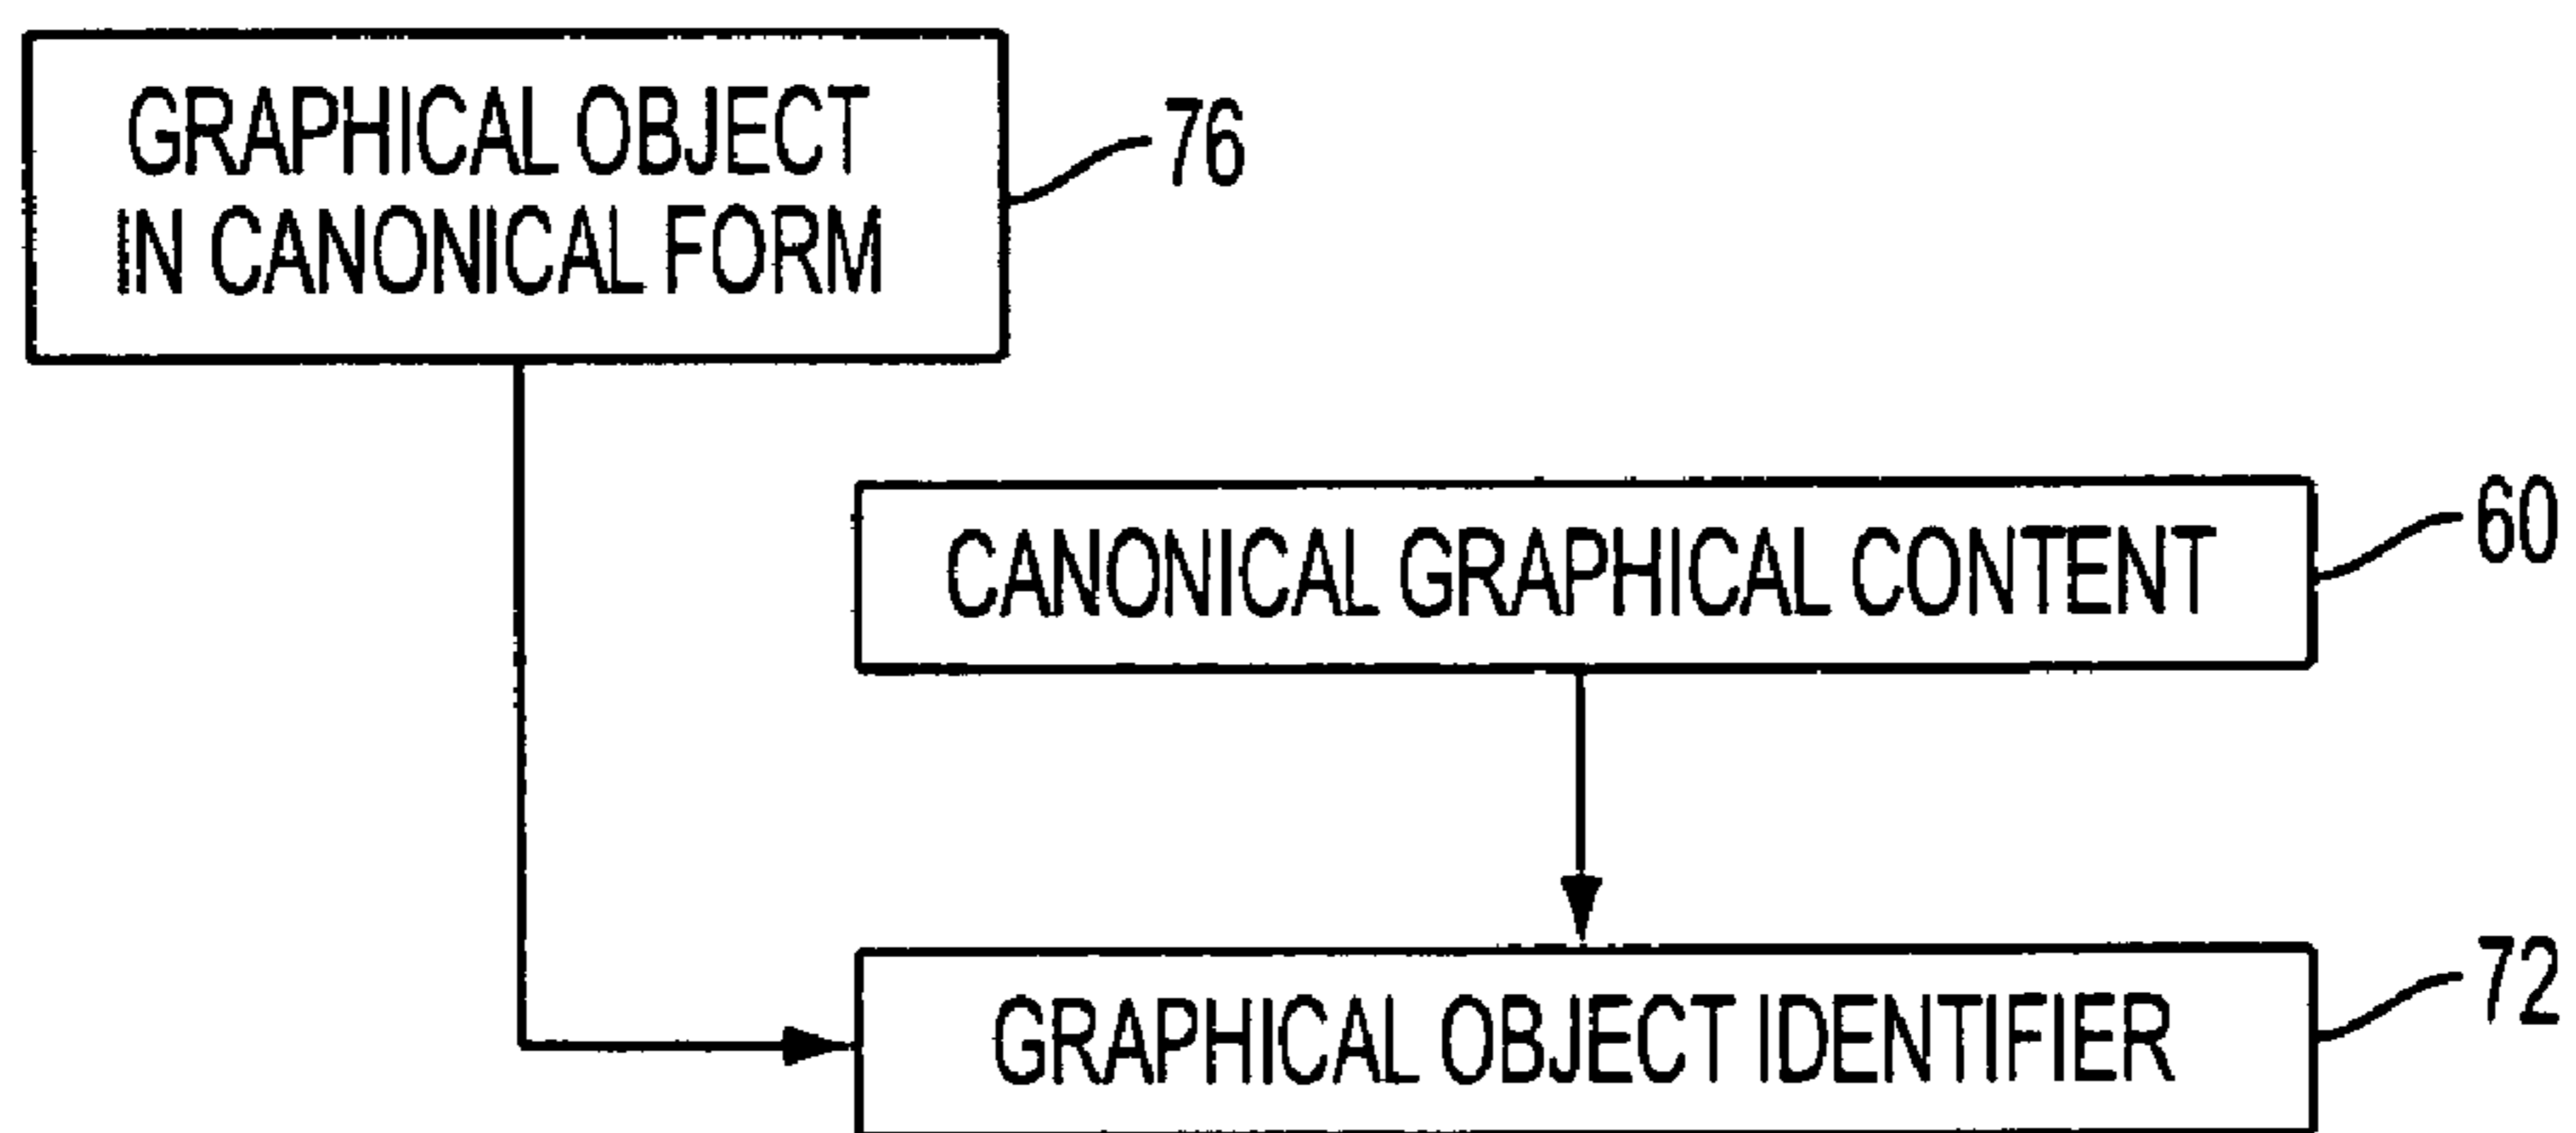 GRAPHICAL OBJECT
IN CANONICAL FORM
76
CANONICAL GRAPHICAL CONTENT
60
GRAPHICAL OBJECT IDENTIFIER
72